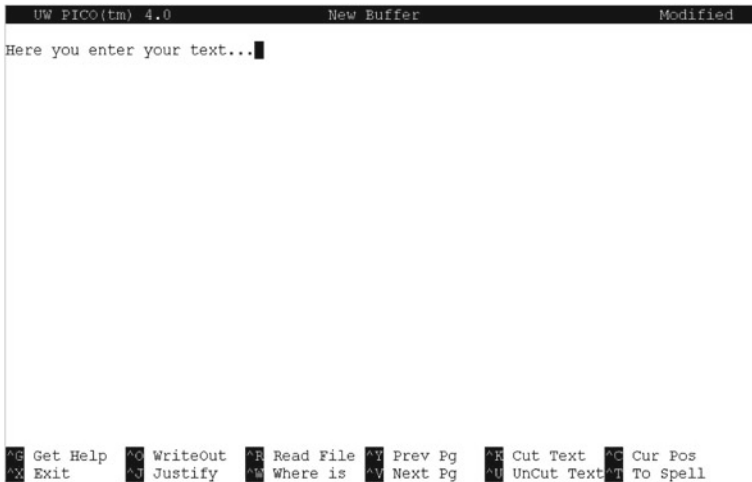 UW PICO(tm) 4.0 New Buffer Modified
Here you enter your text...
^G Get Help ^O WriteOut ^R Read File ^Y Prev Pg ^K Cut Text ^C Cur Pos
^X Exit ^J Justify ^W Where is ^V Next Pg ^U UnCut Text ^T To Spell